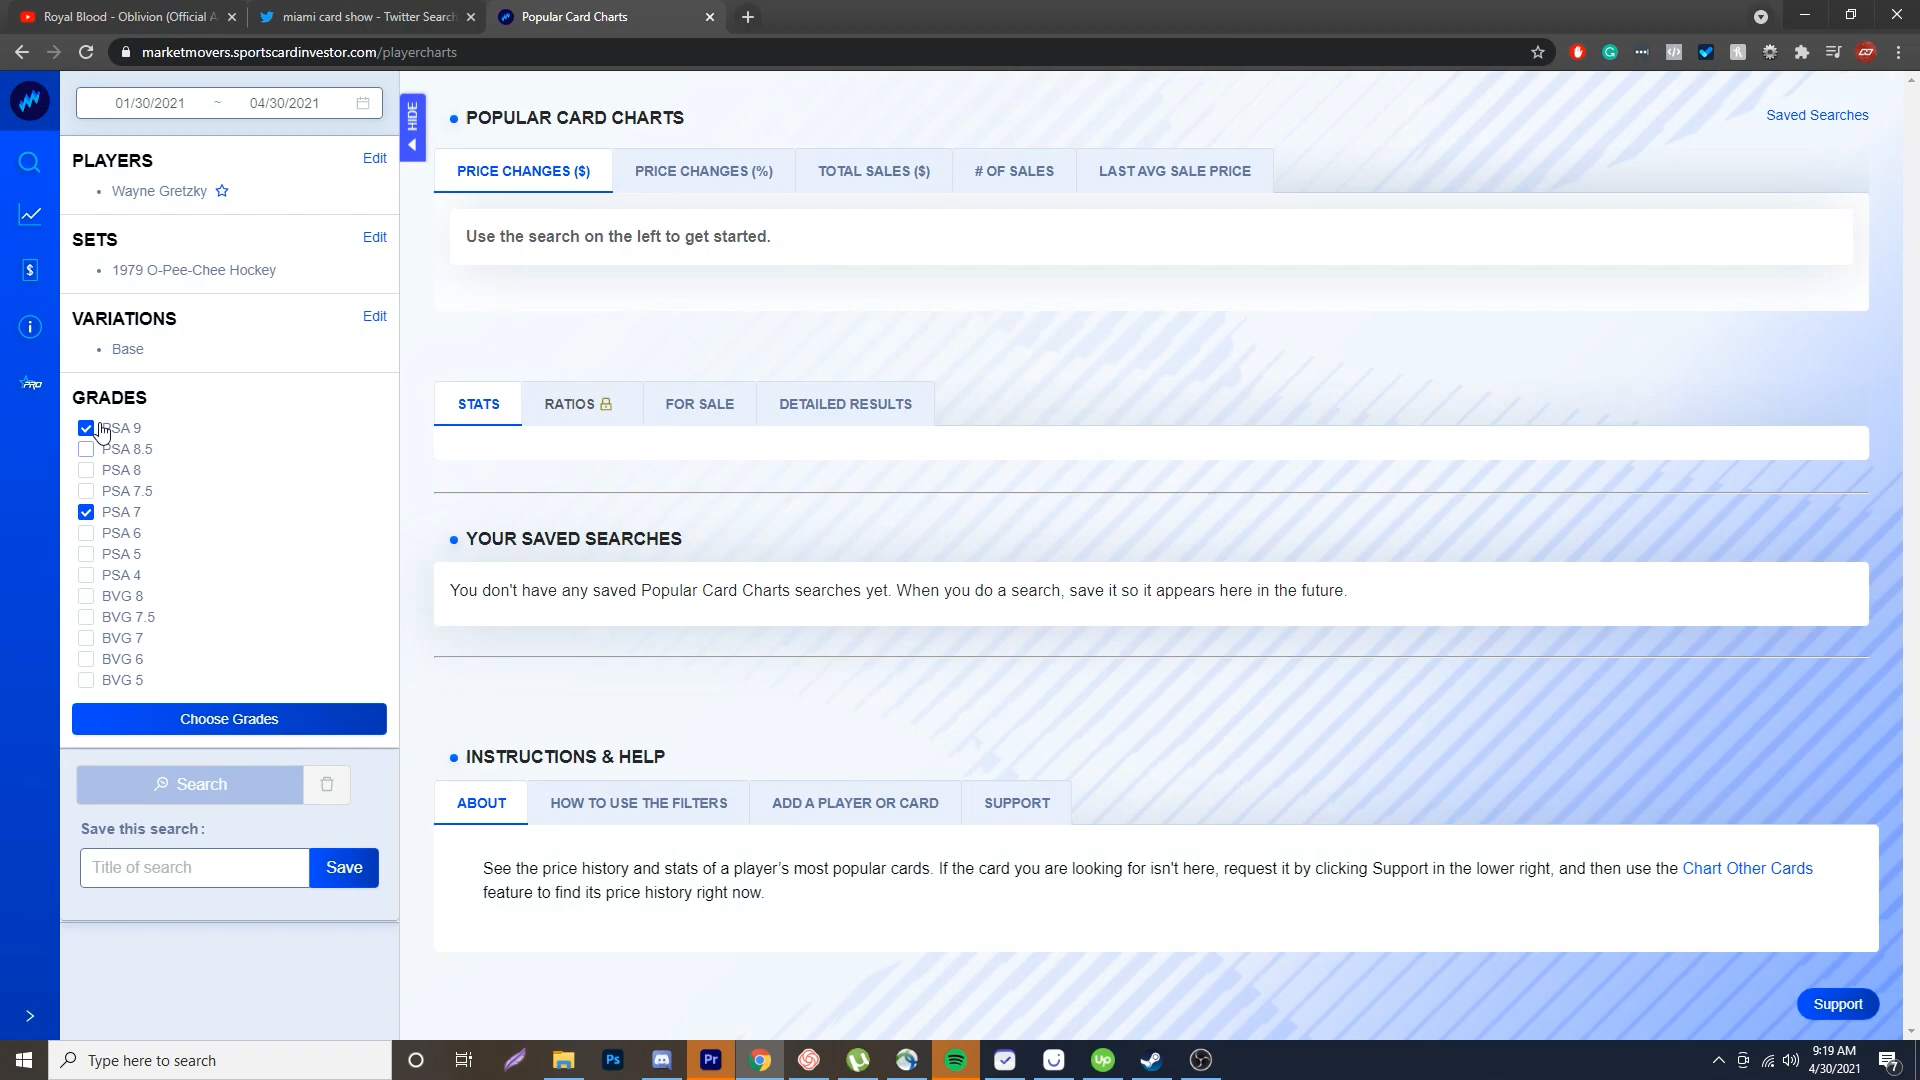 Royal Blood - Oblivion (Official A
miami card show - Twitter Search
Popular Card Charts
marketmovers.sportscardinvestor.com/playercharts
01/30/2021 ~ 04/30/2021
HIDE
PLAYERS Edit
Wayne Gretzky
SETS Edit
1979 O-Pee-Chee Hockey
VARIATIONS Edit
Base
GRADES
PSA 9
PSA 8.5
PSA 8
PSA 7.5
PSA 7
PSA 6
PSA 5
PSA 4
BVG 8
BVG 7.5
BVG 7
BVG 6
BVG 5
Choose Grades
Search
Save this search:
Title of search Save
PRO
POPULAR CARD CHARTS Saved Searches
PRICE CHANGES ($) PRICE CHANGES (%) TOTAL SALES ($) # OF SALES LAST AVG SALE PRICE
Use the search on the left to get started.
STATS RATIOS FOR SALE DETAILED RESULTS
YOUR SAVED SEARCHES
You don't have any saved Popular Card Charts searches yet. When you do a search, save it so it appears here in the future.
INSTRUCTIONS & HELP
ABOUT HOW TO USE THE FILTERS ADD A PLAYER OR CARD SUPPORT
See the price history and stats of a player's most popular cards. If the card you are looking for isn't here, request it by clicking Support in the lower right, and then use the Chart Other Cards
feature to find its price history right now.
Support
Type here to search
Ps
Pr
Up
9:19 AM
4/30/2021
7